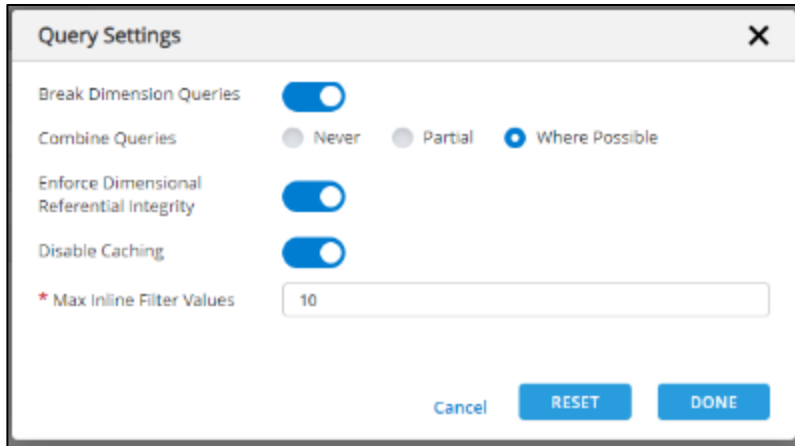 Query Settings
Break Dimension Queries
Combine Queries Never Partial Where Possible
Enforce Dimensional
Referential Integrity
Disable Caching
* Max Inline Filter Values 10
Cancel RESET DONE